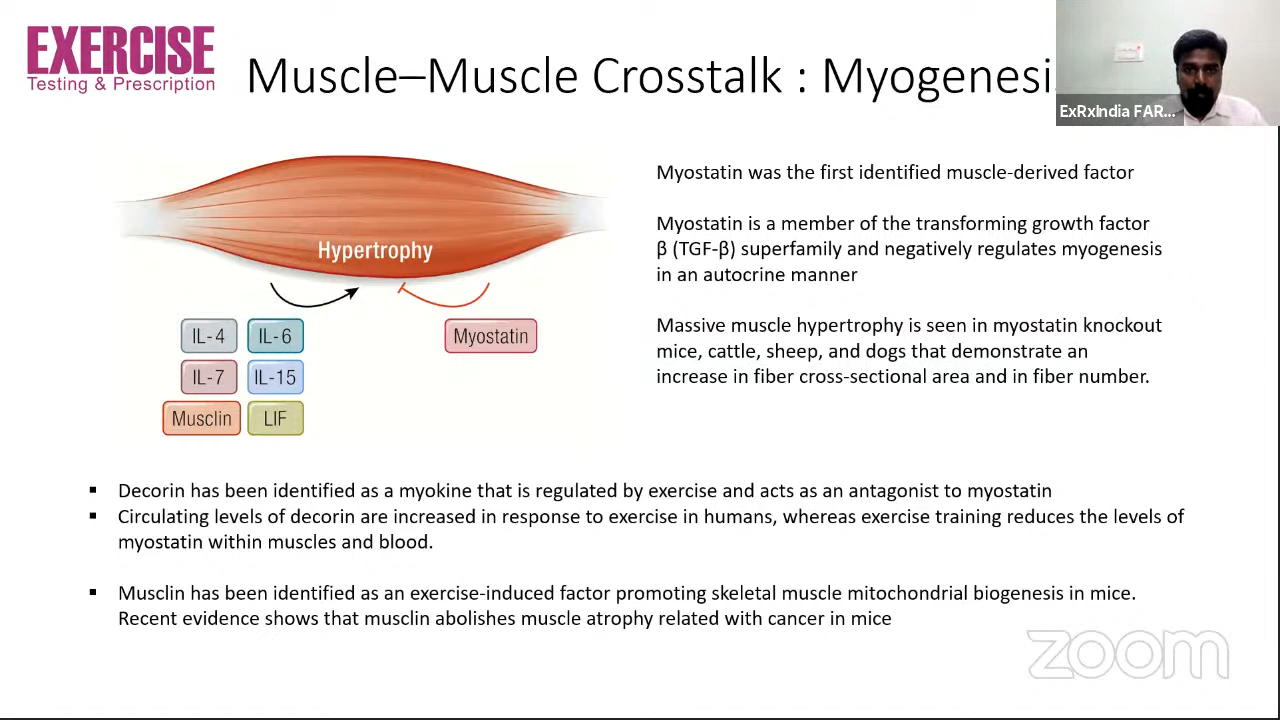 EXERCISE
Testing & Prescription
Muscle–Muscle Crosstalk : Myogenesi
ExRxIndia FAR...
Hypertrophy
IL-4
IL-6
Myostatin
IL-7
IL-15
Musclin
LIF
Myostatin was the first identified muscle-derived factor
Myostatin is a member of the transforming growth factor
β (TGF-β) superfamily and negatively regulates myogenesis
in an autocrine manner
Massive muscle hypertrophy is seen in myostatin knockout
mice, cattle, sheep, and dogs that demonstrate an
increase in fiber cross-sectional area and in fiber number.
▪ Decorin has been identified as a myokine that is regulated by exercise and acts as an antagonist to myostatin
▪ Circulating levels of decorin are increased in response to exercise in humans, whereas exercise training reduces the levels of
myostatin within muscles and blood.
▪ Musclin has been identified as an exercise-induced factor promoting skeletal muscle mitochondrial biogenesis in mice.
Recent evidence shows that musclin abolishes muscle atrophy related with cancer in mice
zoom